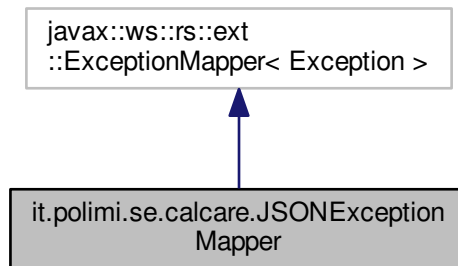 javax::ws::rs::ext
::ExceptionMapper< Exception >
it.polimi.se.calcare.JSONException
Mapper